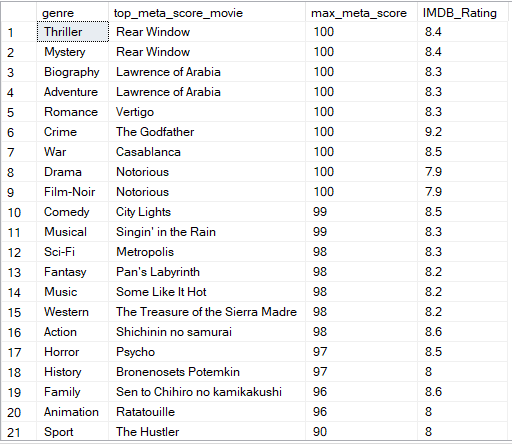 genre top_meta_score_movie max_meta_score IMDB_Rating
1 Thriller Rear Window 100 8.4
2 Mystery Rear Window 100 8.4
3 Biography Lawrence of Arabia 100 8.3
4 Adventure Lawrence of Arabia 100 8.3
5 Romance Vertigo 100 8.3
6 Crime The Godfather 100 9.2
7 War Casablanca 100 8.5
8 Drama Notorious 100 7.9
9 Film-Noir Notorious 100 7.9
10 Comedy City Lights 99 8.5
11 Musical Singin' in the Rain 99 8.3
12 Sci-Fi Metropolis 98 8.3
13 Fantasy Pan's Labyrinth 98 8.2
14 Music Some Like It Hot 98 8.2
15 Western The Treasure of the Sierra Madre 98 8.2
16 Action Shichinin no samurai 98 8.6
17 Horror Psycho 97 8.5
18 History Bronenosets Potemkin 97 8
19 Family Sen to Chihiro no kamikakushi 96 8.6
20 Animation Ratatouille 96 8
21 Sport The Hustler 90 8